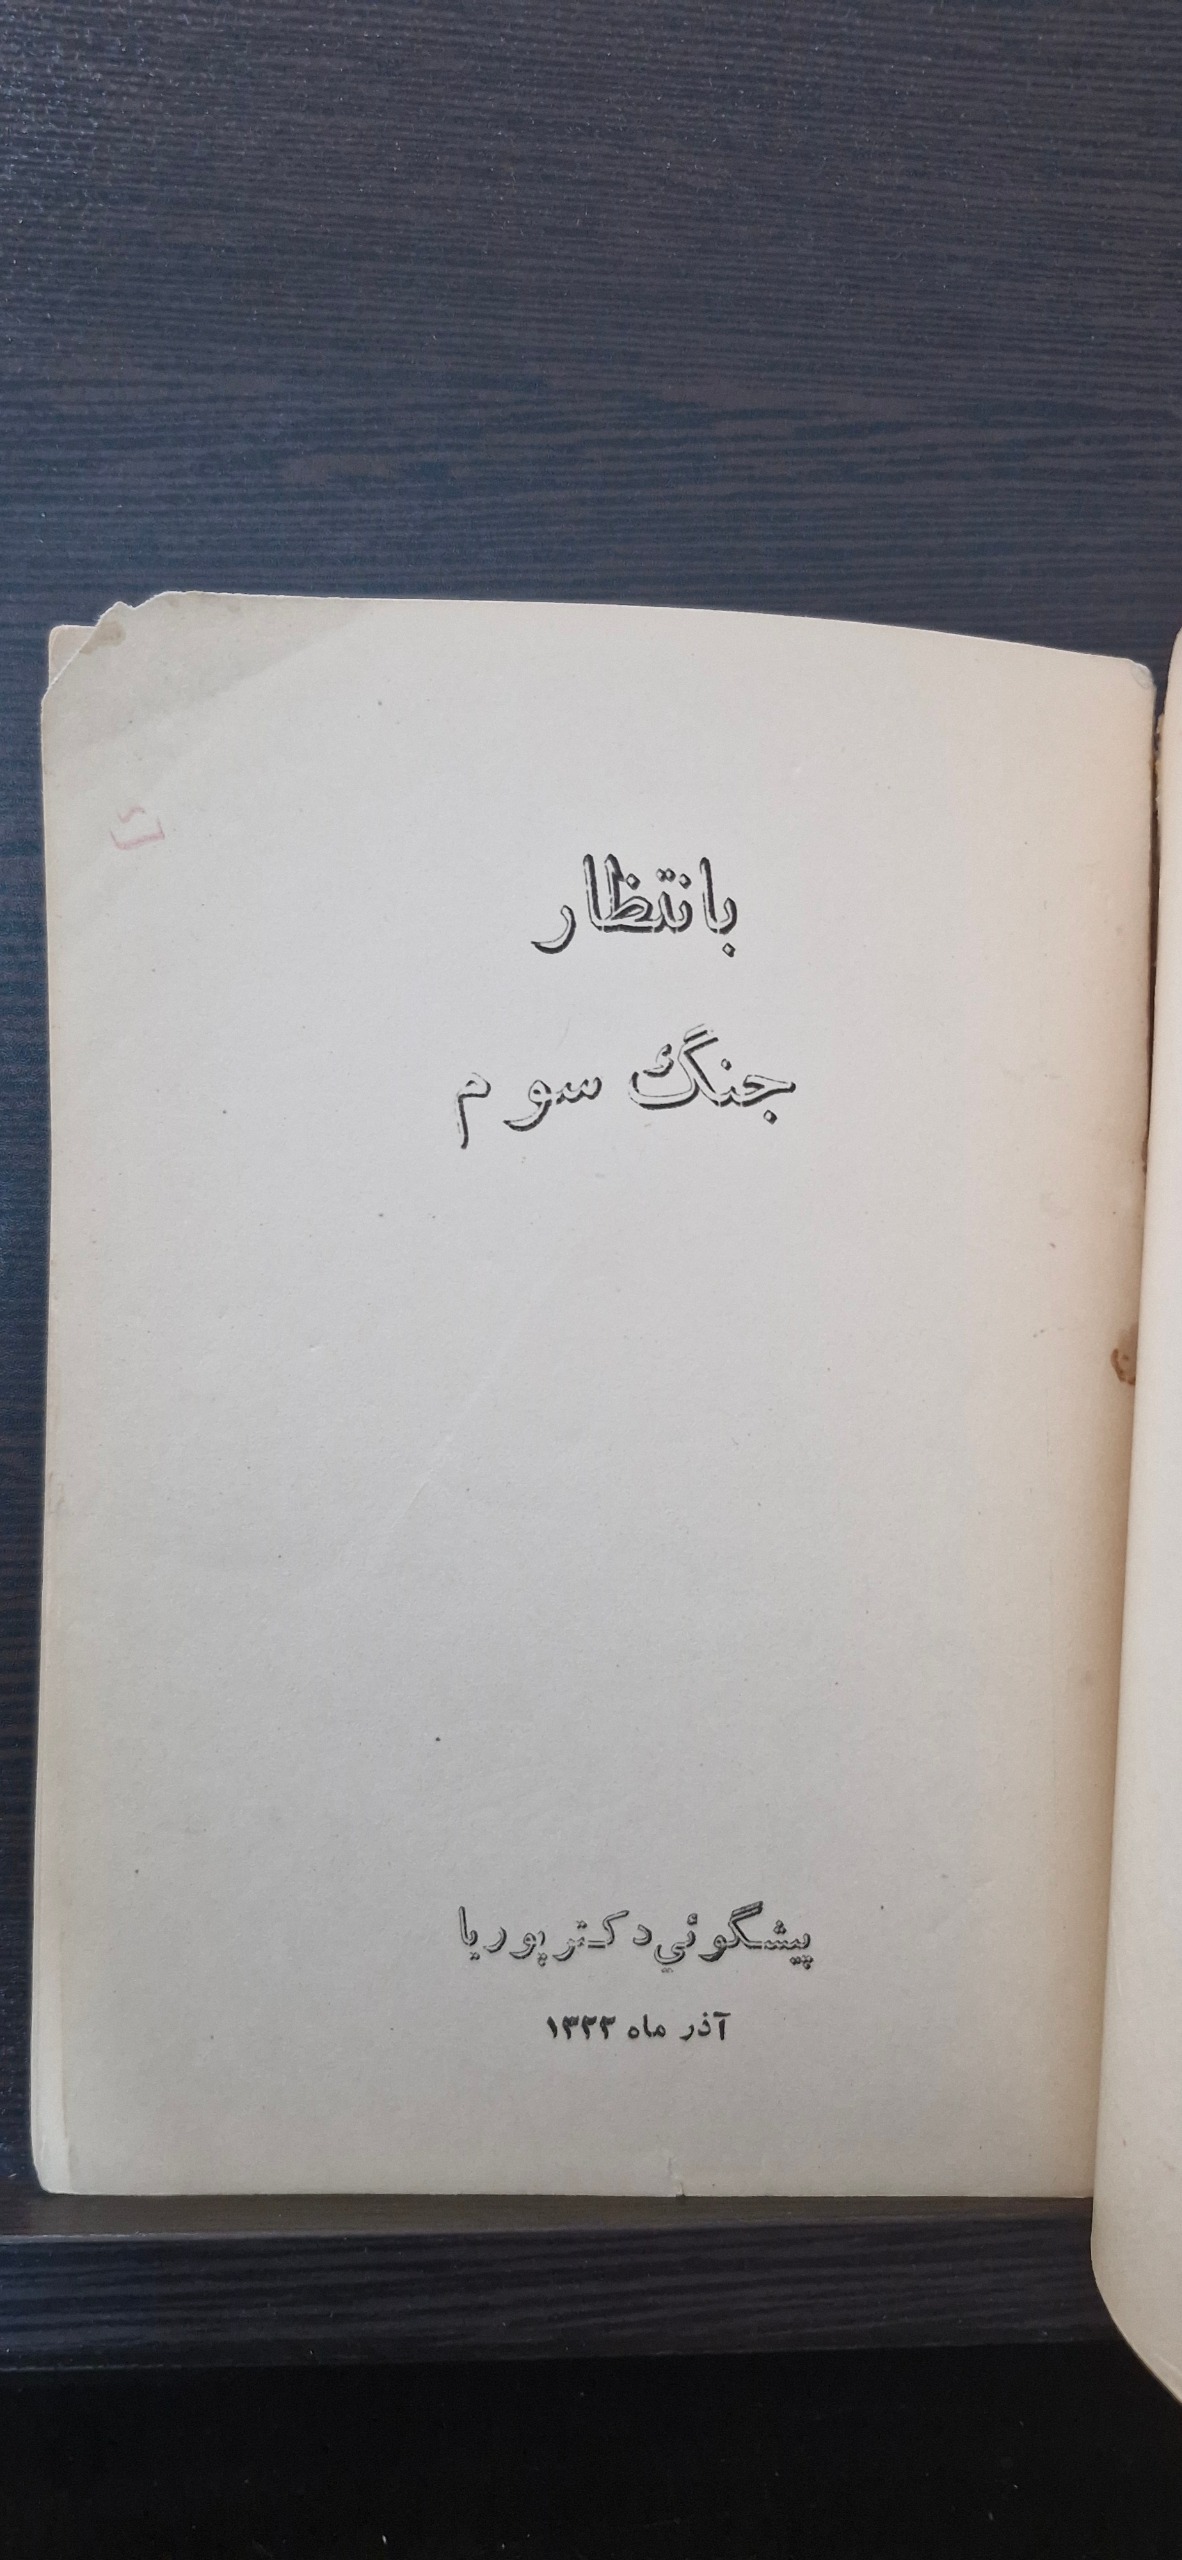 بانتظار
جنگ سوم
پیشگوئی دکتر پوریا
آذر ماه ۱۳۲۳